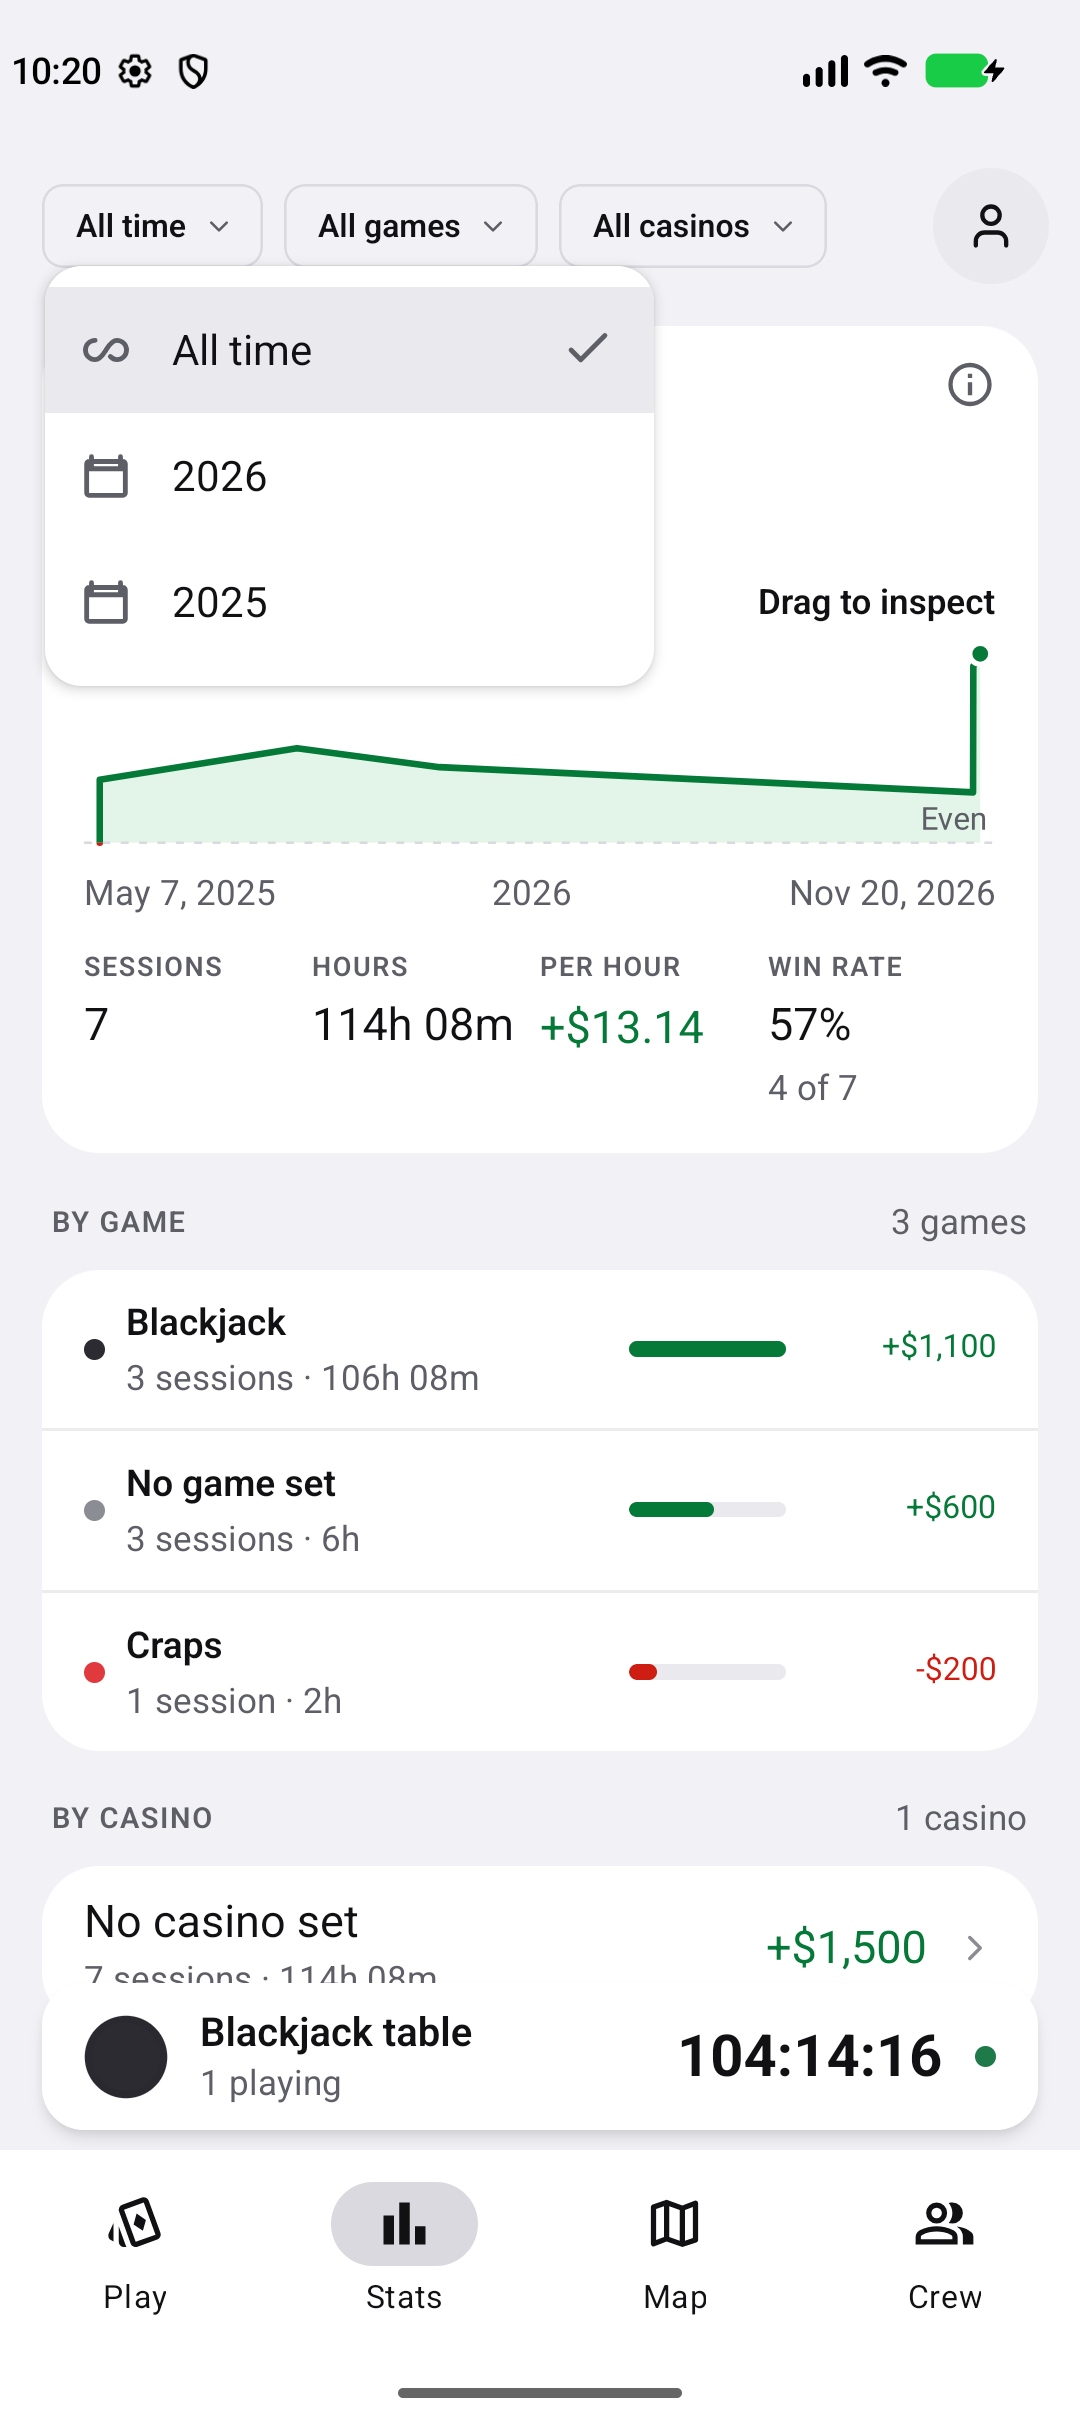 10:20
All time
All games
All casinos
All time
2026
2025
Drag to inspect
Even
May 7, 2025
2026
Nov 20, 2026
SESSIONS
HOURS
PER HOUR
WIN RATE
7
114h 08m
+$13.14
57%
4 of 7
BY GAME
3 games
Blackjack
3 sessions · 106h 08m
+$1,100
No game set
3 sessions · 6h
+$600
Craps
1 session · 2h
-$200
BY CASINO
1 casino
No casino set
7 sessions · 114h 08m
+$1,500
Blackjack table
1 playing
104:14:16
Play
Stats
Map
Crew